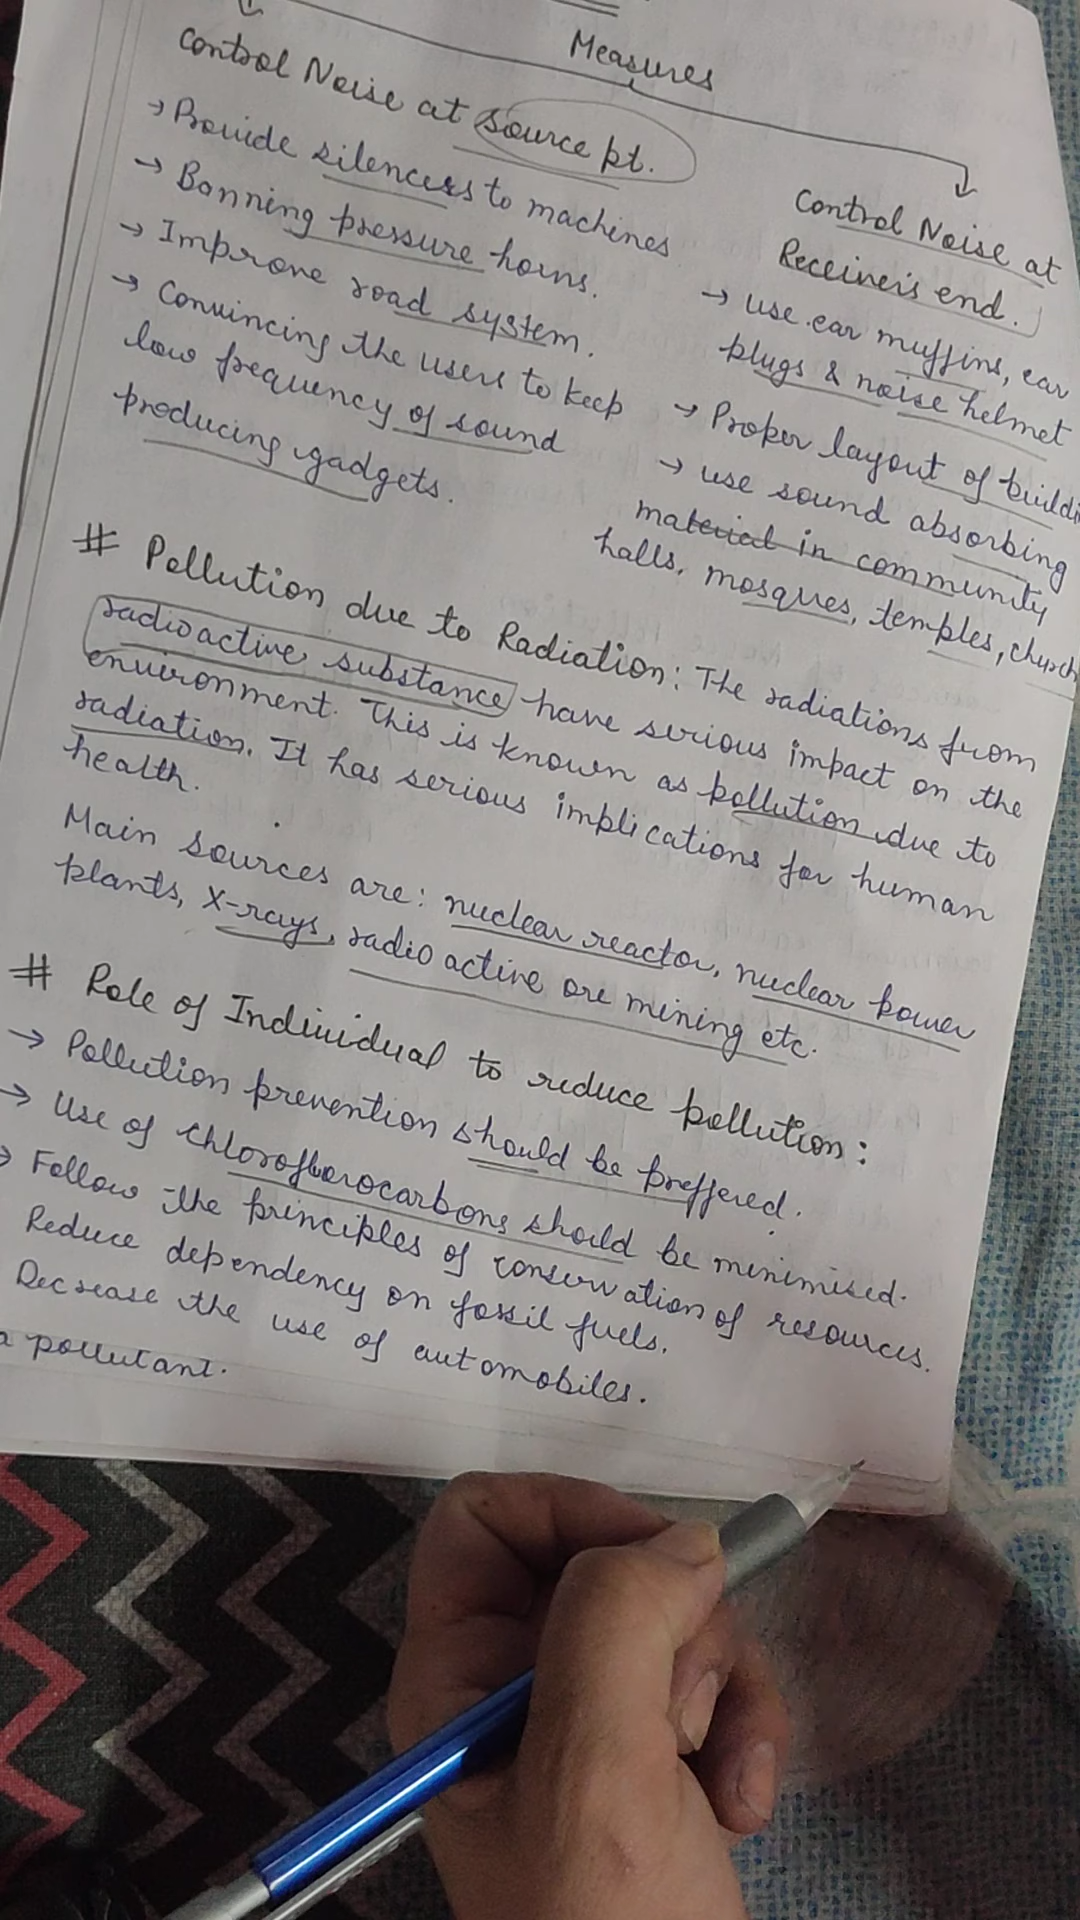 Measures
Control Noise at source pt.
→ Provide silencers to machines
→ Banning pressure horns.
→ Improve road system.
→ Convincing the users to keep
low frequency of sound
producing gadgets.
Control Noise at
Receiver's end.
→ use ear muffins, ear
plugs & noise helmet
→ Proper layout of buildi
→ use sound absorbing
material in community
halls, mosques, temples, church
# Pollution due to Radiation: The radiations from
radioactive substance have serious impact on the
environment. This is known as pollution due to
radiation. It has serious implications for human
health.
Main sources are: nuclear reactor, nuclear power
plants, X-rays, radio active ore mining etc.
# Role of Individual to reduce pollution:
→ Pollution prevention should be preffered.
→ Use of chlorofluorocarbons should be minimised.
→ Follow the principles of conservation of resources.
Reduce dependency on fossil fuels.
Decrease the use of automobiles.
a pollutant.